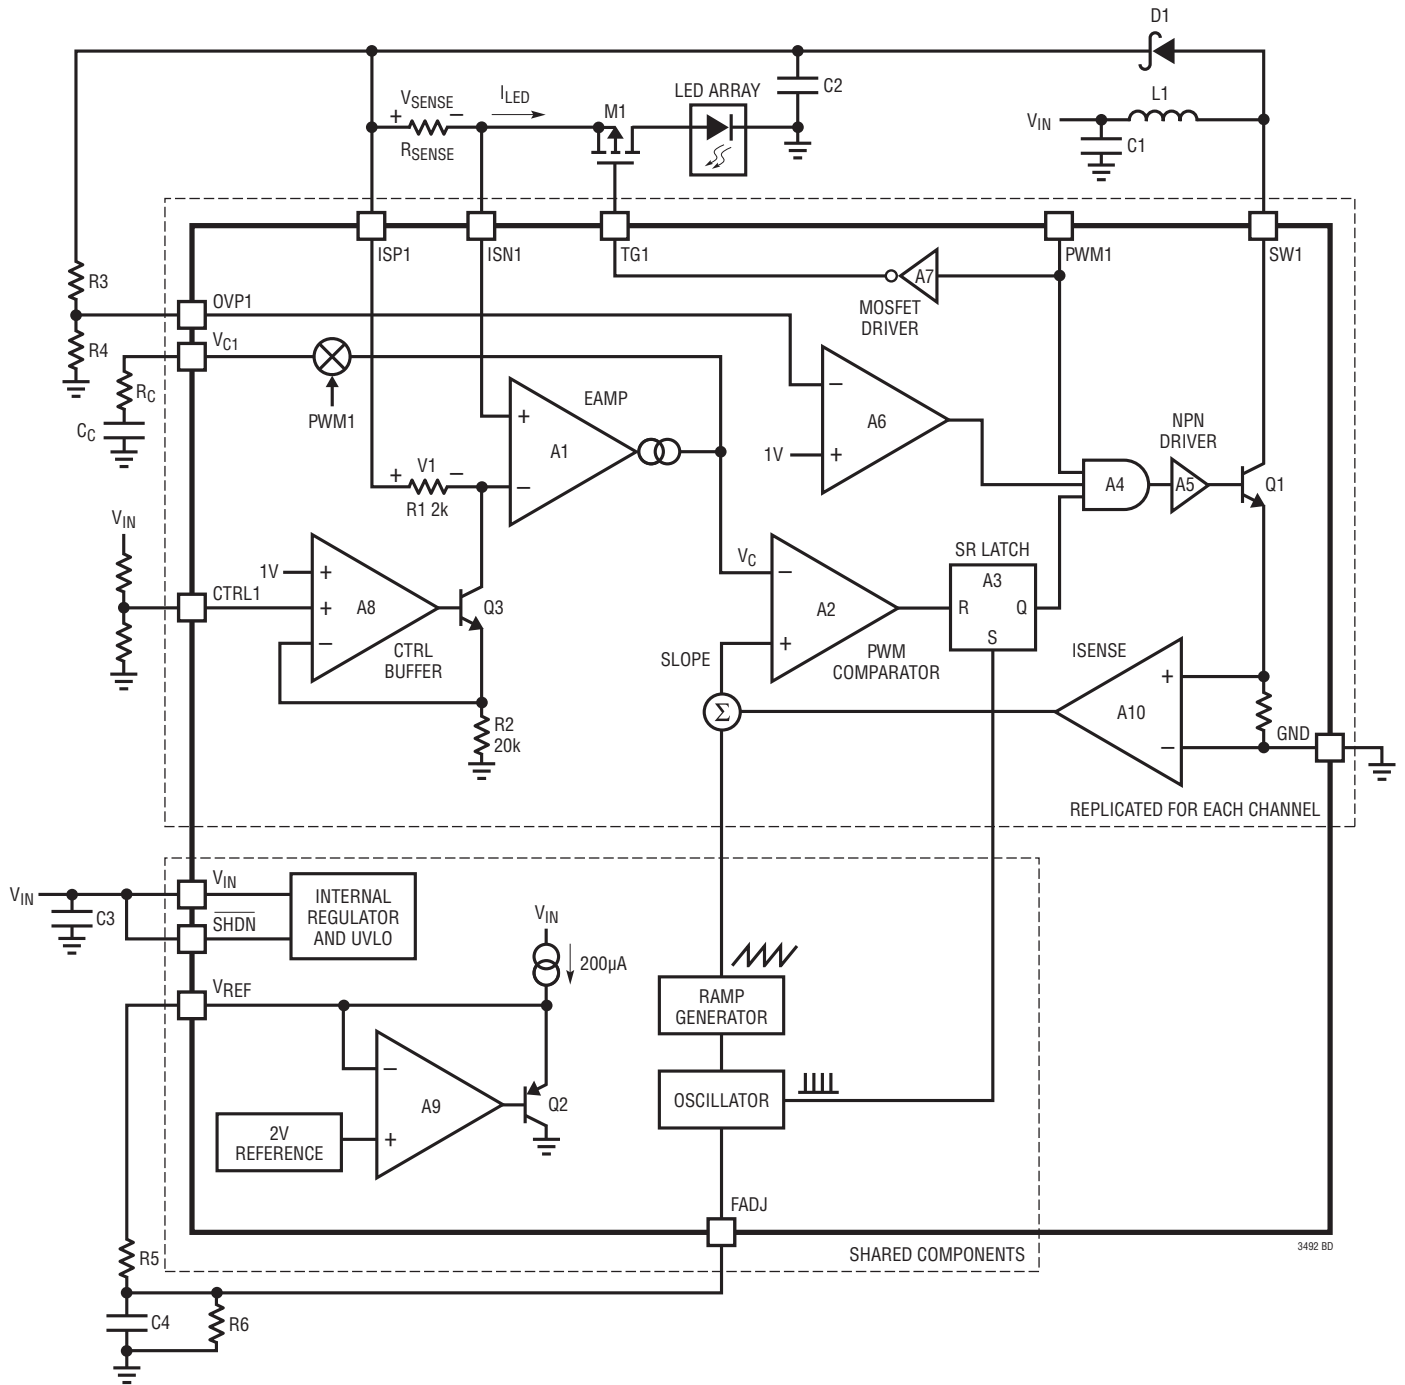 D1
C2
LED ARRAY
L1
VSENSE
+ −
RSENSE
ILED
M1
VIN
C1
ISP1
ISN1
TG1
PWM1
SW1
A7
MOSFET
DRIVER
R3
OVP1
R4
VC1
RC
CC
PWM1
EAMP
+
A1
−
V1
+ −
R1 2k
−
A6
1V
+
NPN
DRIVER
A4
A5
Q1
VIN
CTRL1
1V
+
+
A8
−
CTRL
BUFFER
Q3
R2
20k
VC
−
A2
+
SLOPE
PWM
COMPARATOR
SR LATCH
A3
R Q
S
ISENSE
+
A10
−
Σ
GND
REPLICATED FOR EACH CHANNEL
VIN
C3
VIN
SHDN
INTERNAL
REGULATOR
AND UVLO
VIN
200µA
VREF
−
A9
+
Q2
2V
REFERENCE
RAMP
GENERATOR
OSCILLATOR
FADJ
SHARED COMPONENTS
3492 BD
R5
C4
R6